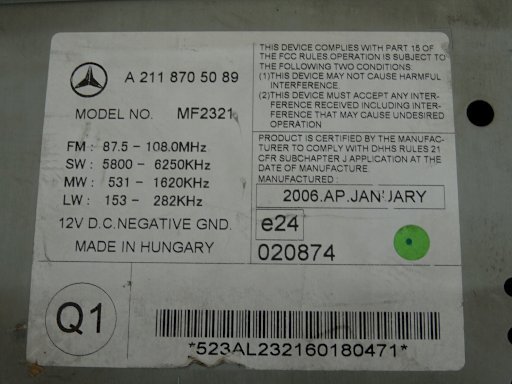 A 211 870 50 89
MODEL NO. MF2321
FM : 87.5 - 108.0MHz
SW : 5800 - 6250KHz
MW : 531 - 1620KHz
LW : 153 - 282KHz
12V D.C.NEGATIVE GND.
MADE IN HUNGARY
THIS DEVICE COMPLIES WITH PART 15 OF
THE FCC RULES OPERATION IS SUBJECT TO
THE FOLLOWING TWO CONDITIONS:
(1)THIS DEVICE MAY NOT CAUSE HARMFUL
INTERFERENCE.
(2)THIS DEVICE MUST ACCEPT ANY INTER-
FERENCE RECEIVED INCLUDING INTER-
FERENCE THAT MAY CAUSE UNDESIRED
OPERATION
PRODUCT IS CERTIFIED BY THE MANUFAC-
TURER TO COMPLY WITH DHHS RULES 21
CFR SUBCHAPTER J APPLICATION AT THE
DATE OF MANUFACTURE.
MANUFACTURED :
2006.AP.JANUARY
e24
020874
Q1
*523AL232160180471*